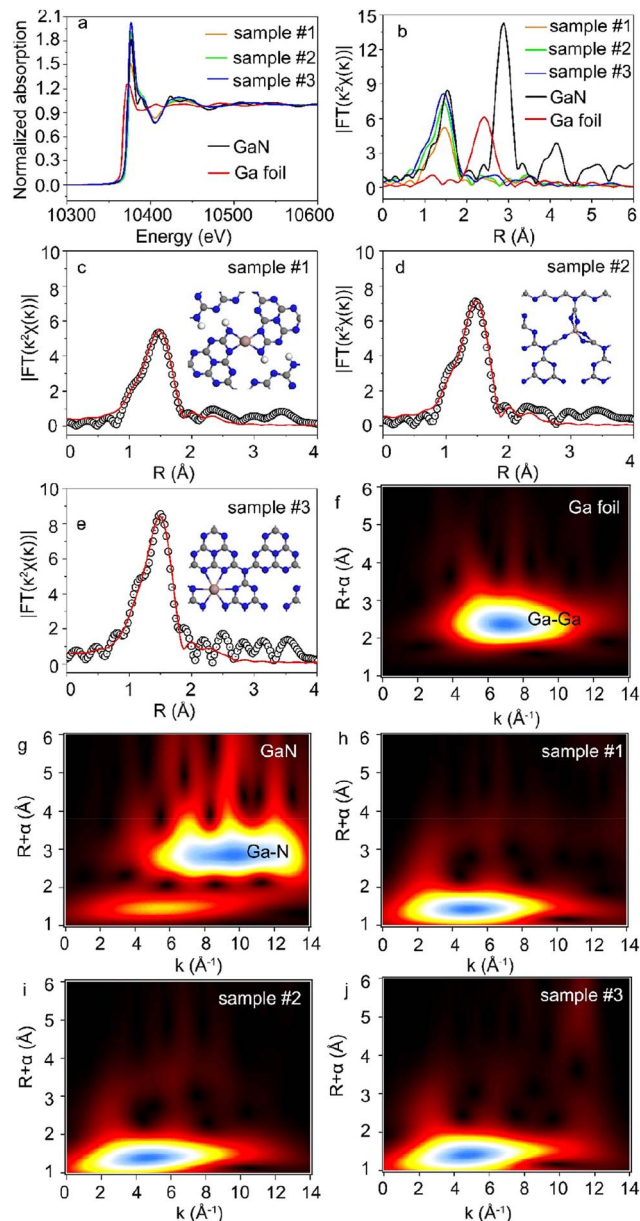 a
sample #1
sample #2
sample #3
GaN
Ga foil
Normalized absorption
2.1
1.8
1.5
1.2
0.9
0.6
0.3
0.0
10300 10400 10500 10600
Energy (eV)
b
sample #1
sample #2
sample #3
GaN
Ga foil
|FT(κ²χ(κ))|
15
12
9
6
3
0
0 1 2 3 4 5 6
R (Å)
c
sample #1
|FT(κ²χ(κ))|
10
8
6
4
2
0
0 1 2 3 4
R (Å)
d
sample #2
|FT(κ²χ(κ))|
10
8
6
4
2
0
0 1 2 3 4
R (Å)
e
sample #3
|FT(κ²χ(κ))|
10
8
6
4
2
0
0 1 2 3 4
R (Å)
f
Ga foil
Ga-Ga
R+α (Å)
6
5
4
3
2
1
0 2 4 6 8 10 12 14
k (Å⁻¹)
g
GaN
Ga-N
R+α (Å)
6
5
4
3
2
1
0 2 4 6 8 10 12 14
k (Å⁻¹)
h
sample #1
R+α (Å)
6
5
4
3
2
1
0 2 4 6 8 10 12 14
k (Å⁻¹)
i
sample #2
R+α (Å)
6
5
4
3
2
1
0 2 4 6 8 10 12 14
k (Å⁻¹)
j
sample #3
R+α (Å)
6
5
4
3
2
1
0 2 4 6 8 10 12 14
k (Å⁻¹)